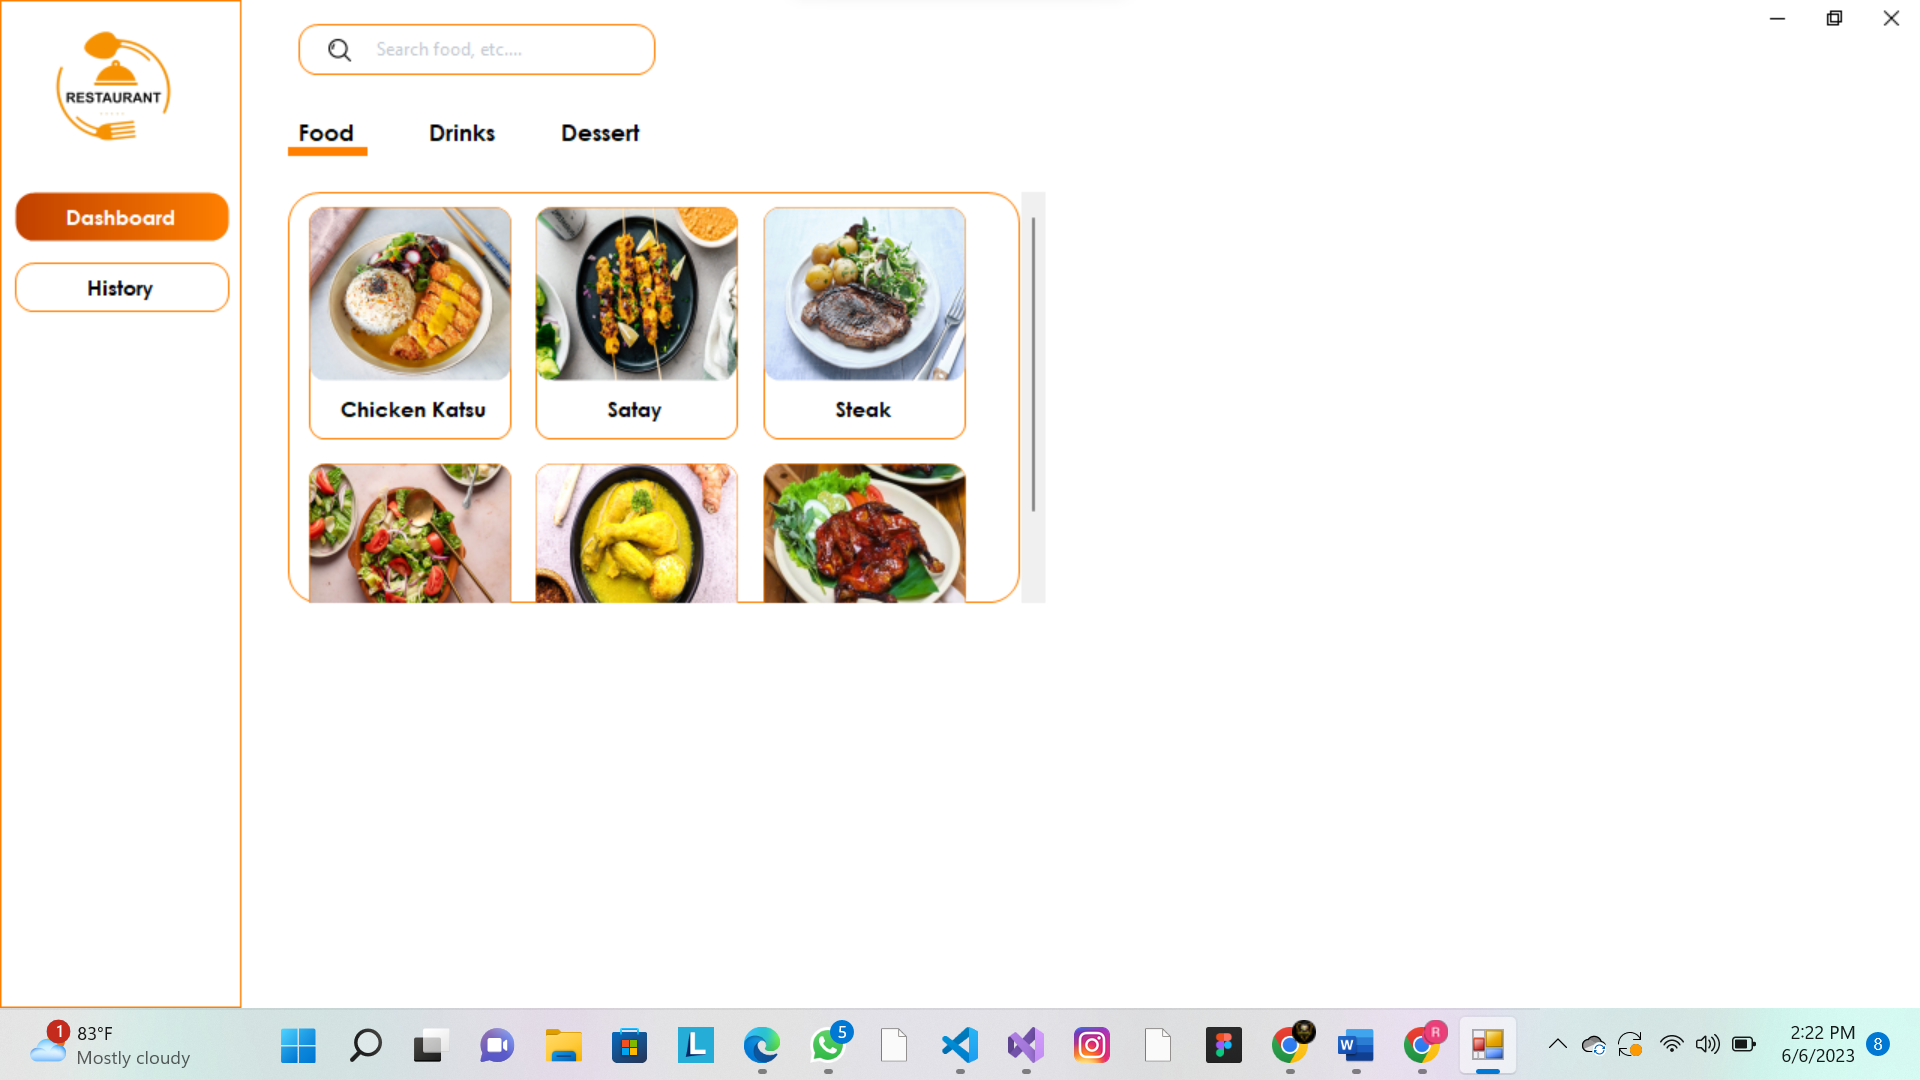 RESTAURANT
Search food, etc....
Food
Drinks
Dessert
Dashboard
History
Chicken Katsu
Satay
Steak
1
83°F
Mostly cloudy
L
5
W
R
2:22 PM
6/6/2023
8